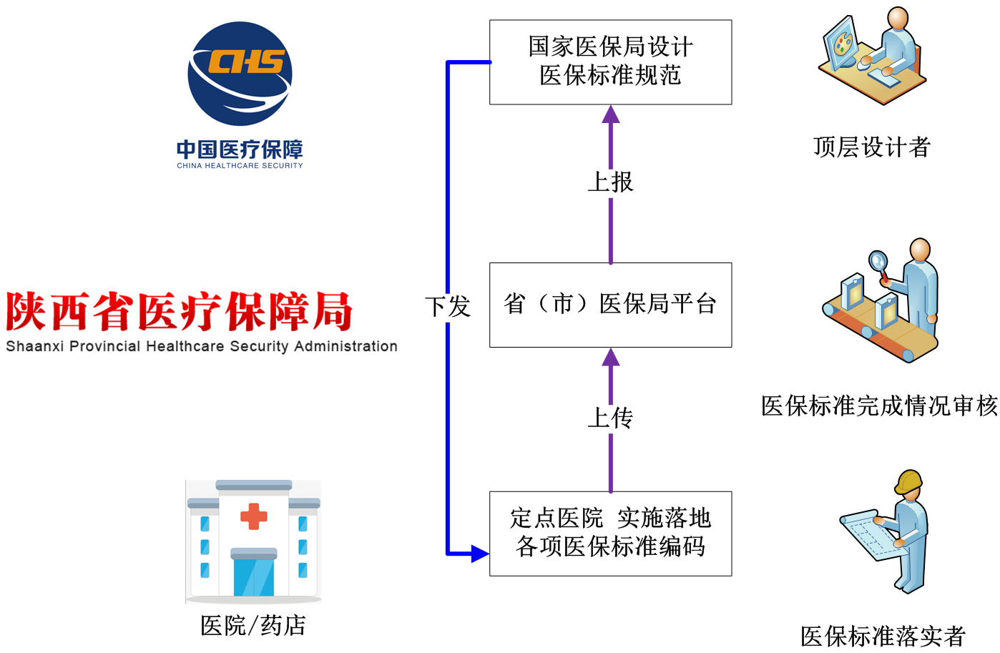 CHS
中国医疗保障
CHINA HEALTHCARE SECURITY
国家医保局设计
医保标准规范
顶层设计者
上报
陕西省医疗保障局
Shaanxi Provincial Healthcare Security Administration
下发
省（市）医保局平台
医保标准完成情况审核
上传
定点医院 实施落地
各项医保标准编码
医院/药店
医保标准落实者